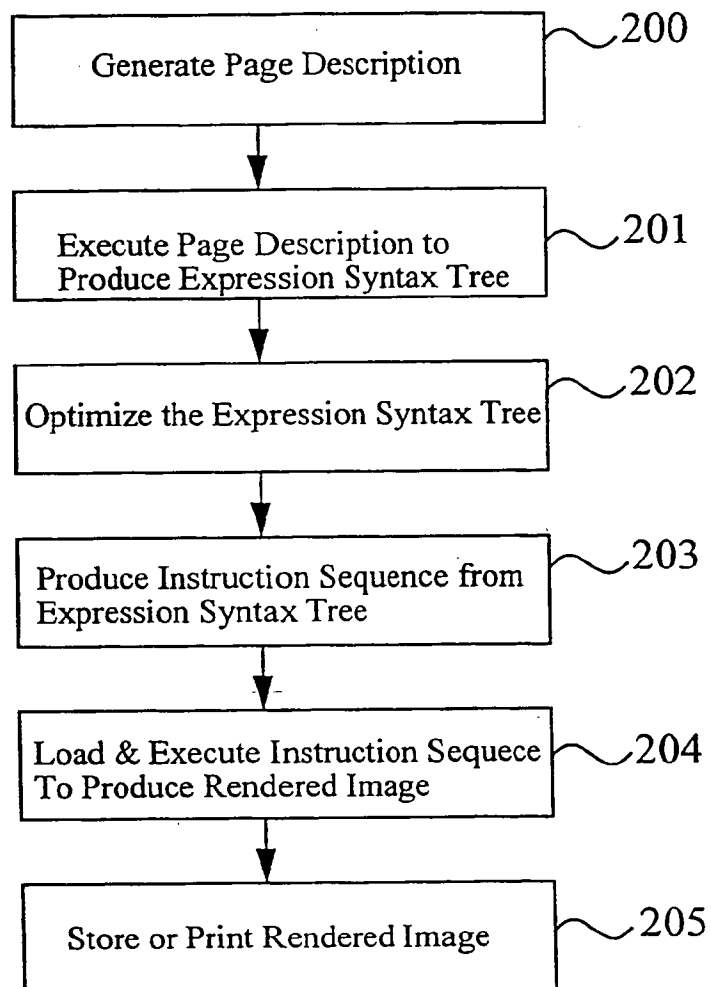 Generate Page Description
200
Execute Page Description to
Produce Expression Syntax Tree
201
Optimize the Expression Syntax Tree
202
Produce Instruction Sequence from
Expression Syntax Tree
203
Load & Execute Instruction Sequece
To Produce Rendered Image
204
Store or Print Rendered Image
205